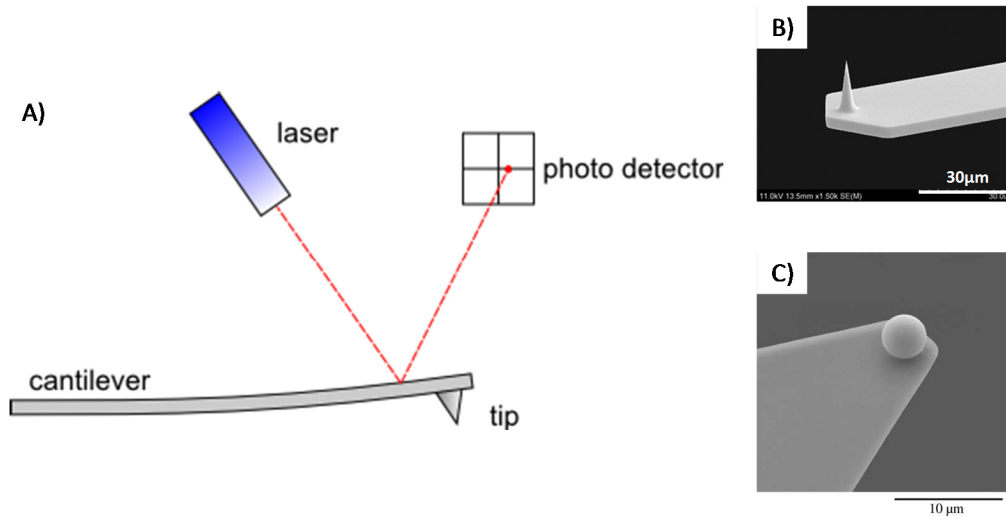 A)
laser
photo detector
cantilever
tip
B)
30μm
11.0kV 13.5mm x1.50k SE(M)
C)
10 μm